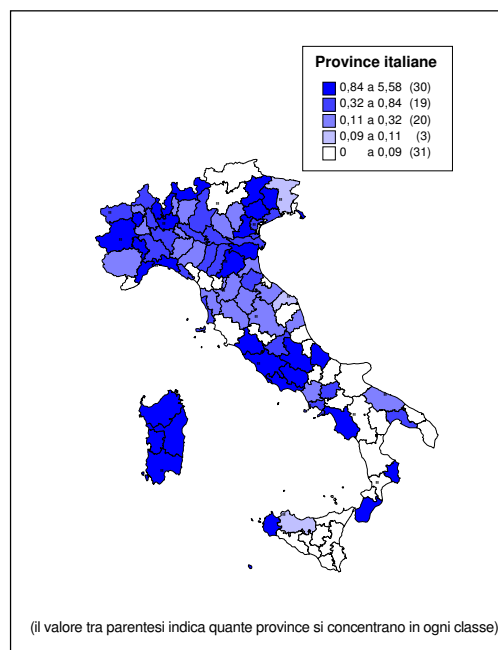 Province italiane
0,84 a 5,58 (30)
0,32 a 0,84 (19)
0,11 a 0,32 (20)
0,09 a 0,11 (3)
0 a 0,09 (31)
(il valore tra parentesi indica quante province si concentrano in ogni classe)